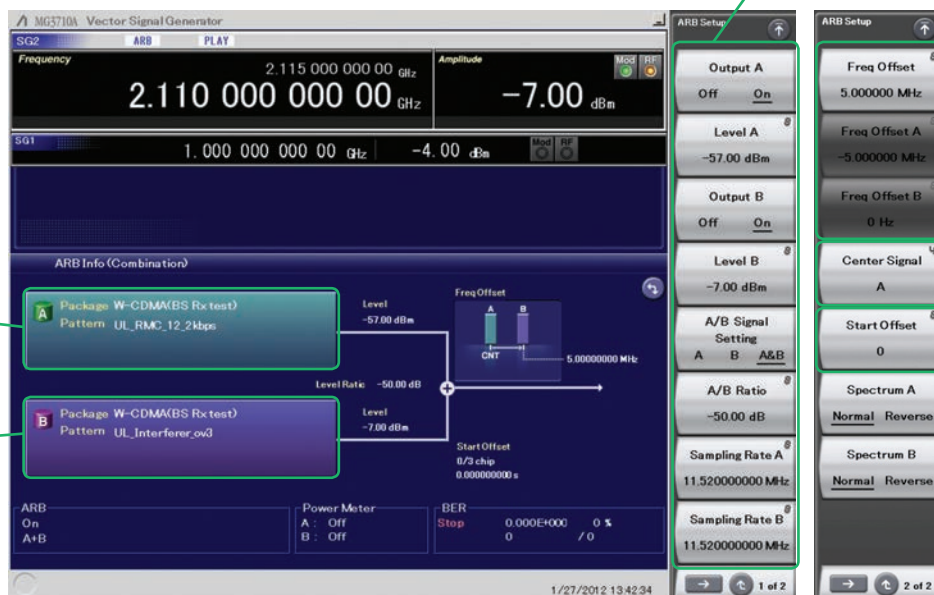 MG3710A Vector Signal Generator
SG2 ARB PLAY
Frequency
2.115 000 000 00 GHz
2.110 000 000 00 GHz
Amplitude
-7.00 dBm
Mod RF
SG1
1.000 000 000 00 GHz
-4.00 dBm
Mod RF
ARB Info (Combination)
A
Package W-CDMA(BS Rx test)
Pattern UL_RMC_12_2kbps
Level
-57.00 dBm
Freq Offset
A B
CNT
5.00000000 MHz
Level Ratio -50.00 dB
B
Package W-CDMA(BS Rx test)
Pattern UL_Interferer_ov3
Level
-7.00 dBm
Start Offset
0/3 chip
0.000000000 s
ARB
On
A+B
Power Meter
A : Off
B : Off
BER
Stop 0.000E+000 0 %
0 / 0
1/27/2012 13:42:34
ARB Setup
Output A
Off On
Level A
-57.00 dBm
Output B
Off On
Level B
-7.00 dBm
A/B Signal
Setting
A B A&B
A/B Ratio
-50.00 dB
Sampling Rate A
11.520000000 MHz
Sampling Rate B
11.520000000 MHz
1 of 2
ARB Setup
Freq Offset
5.000000 MHz
Freq Offset A
-5.000000 MHz
Freq Offset B
0 Hz
Center Signal
A
Start Offset
0
Spectrum A
Normal Reverse
Spectrum B
Normal Reverse
2 of 2